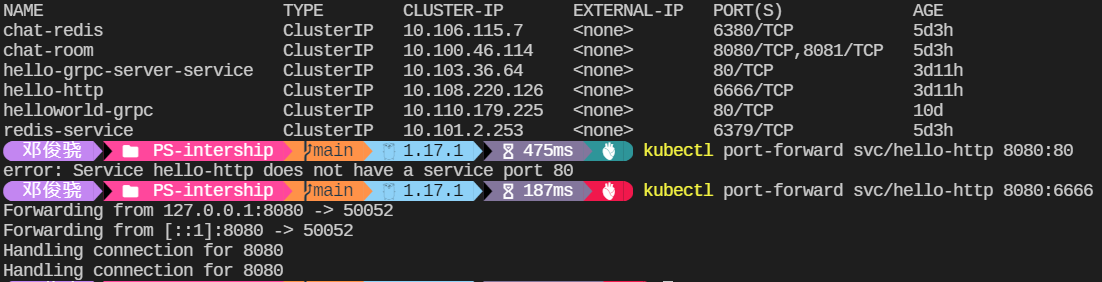 NAME TYPE CLUSTER-IP EXTERNAL-IP PORT(S) AGE
chat-redis ClusterIP 10.106.115.7 <none> 6380/TCP 5d3h
chat-room ClusterIP 10.100.46.114 <none> 8080/TCP,8081/TCP 5d3h
hello-grpc-server-service ClusterIP 10.103.36.64 <none> 80/TCP 3d11h
hello-http ClusterIP 10.108.220.126 <none> 6666/TCP 3d11h
helloworld-grpc ClusterIP 10.110.179.225 <none> 80/TCP 10d
redis-service ClusterIP 10.101.2.253 <none> 6379/TCP 5d3h
邓俊骁 PS-intership main 1.17.1 475ms kubectl port-forward svc/hello-http 8080:80
error: Service hello-http does not have a service port 80
邓俊骁 PS-intership main 1.17.1 187ms kubectl port-forward svc/hello-http 8080:6666
Forwarding from 127.0.0.1:8080 -> 50052
Forwarding from [::1]:8080 -> 50052
Handling connection for 8080
Handling connection for 8080